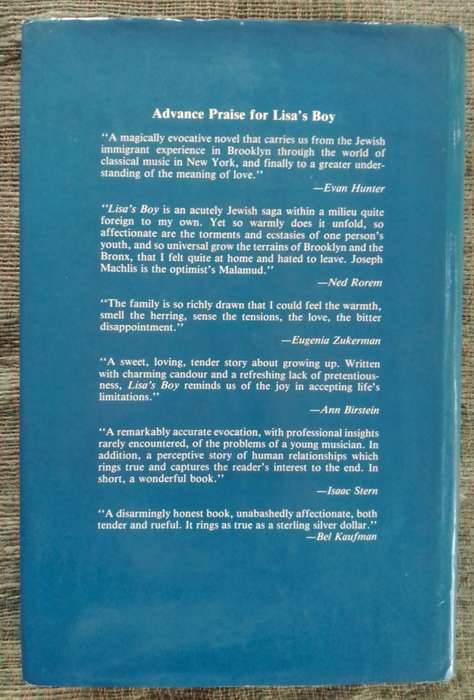 Advance Praise for Lisa's Boy
"A magically evocative novel that carries us from the Jewish
immigrant experience in Brooklyn through the world of
classical music in New York, and finally to a greater under-
standing of the meaning of love."
—Evan Hunter
"Lisa's Boy is an acutely Jewish saga within a milieu quite
foreign to my own. Yet so warmly does it unfold, so
affectionate are the torments and ecstasies of one person's
youth, and so universal grow the terrains of Brooklyn and the
Bronx, that I felt quite at home and hated to leave. Joseph
Machlis is the optimist's Malamud."
—Ned Rorem
"The family is so richly drawn that I could feel the warmth,
smell the herring, sense the tensions, the love, the bitter
disappointment."
—Eugenia Zukerman
"A sweet, loving, tender story about growing up. Written
with charming candour and a refreshing lack of pretentious-
ness, Lisa's Boy reminds us of the joy in accepting life's
limitations."
—Ann Birstein
"A remarkably accurate evocation, with professional insights
rarely encountered, of the problems of a young musician. In
addition, a perceptive story of human relationships which
rings true and captures the reader's interest to the end. In
short, a wonderful book."
—Isaac Stern
"A disarmingly honest book, unabashedly affectionate, both
tender and rueful. It rings as true as a sterling silver dollar."
—Bel Kaufman